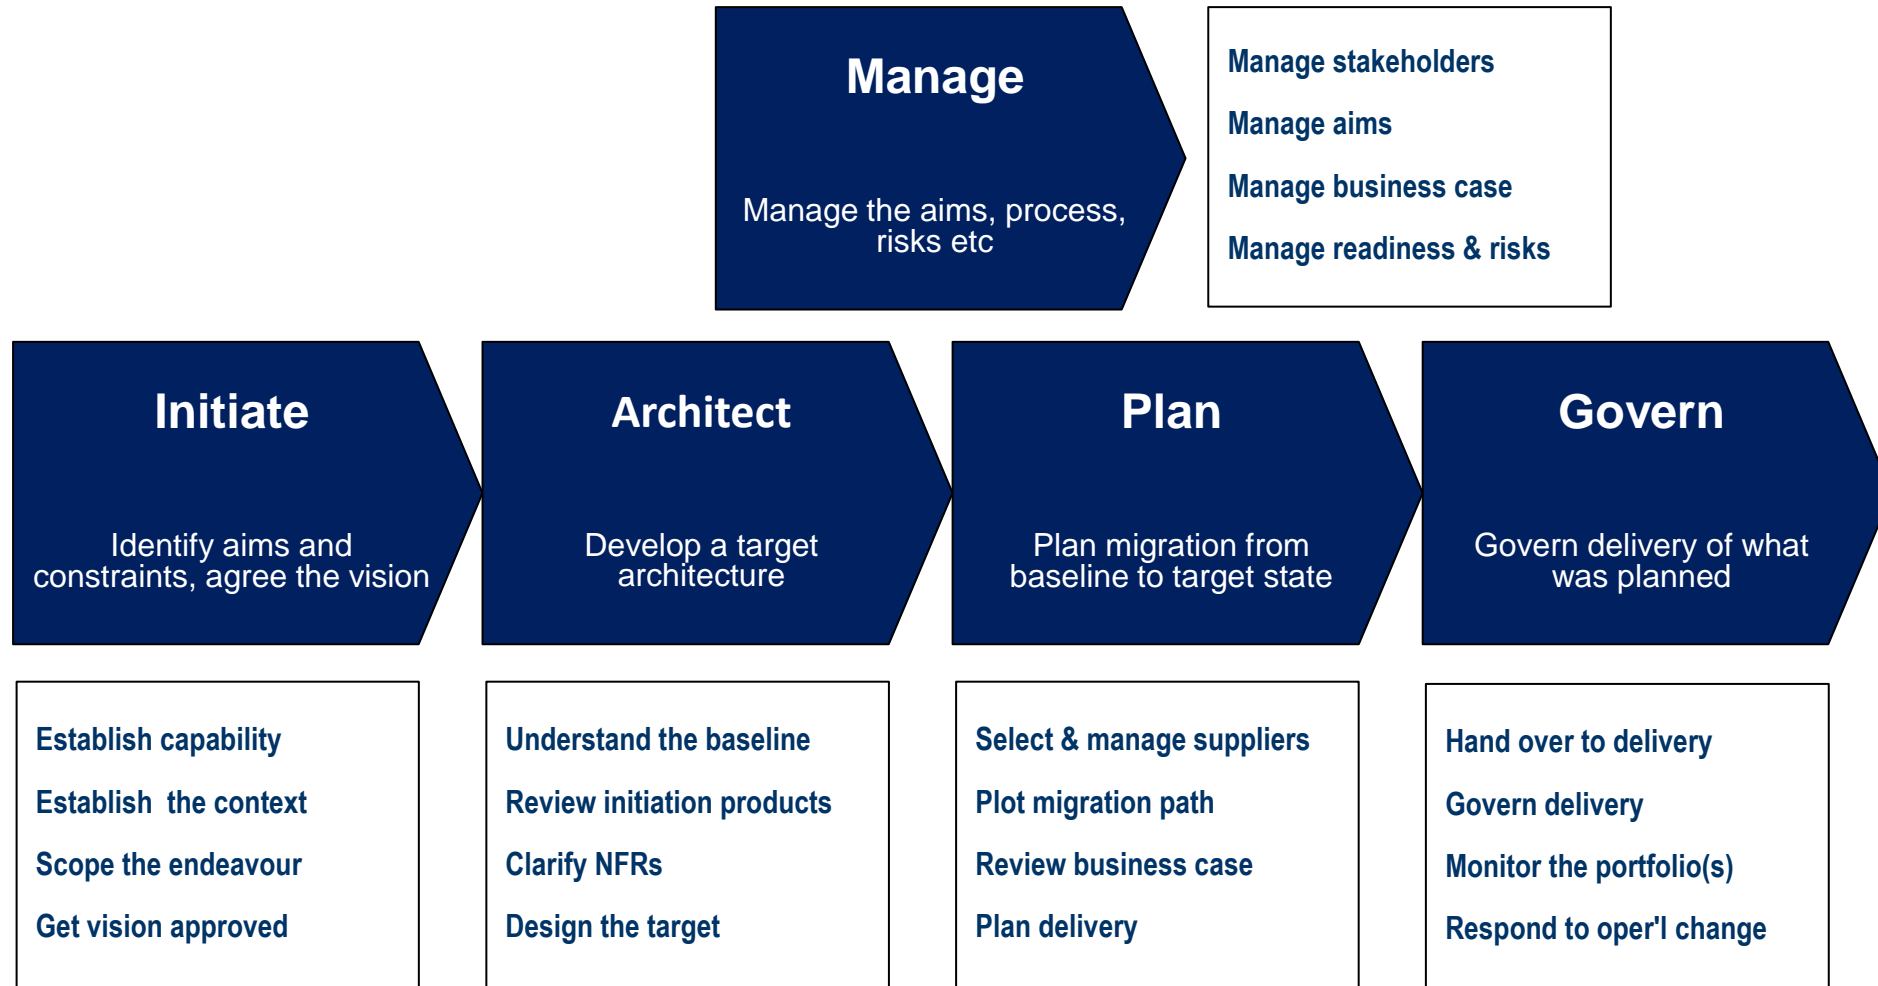 Manage
Manage the aims, process,
risks etc
Manage stakeholders
Manage aims
Manage business case
Manage readiness & risks
Initiate
Identify aims and
constraints, agree the vision
Architect
Develop a target
architecture
Plan
Plan migration from
baseline to target state
Govern
Govern delivery of what
was planned
Establish capability
Establish  the context
Scope the endeavour
Get vision approved
Understand the baseline
Review initiation products
Clarify NFRs
Design the target
Select & manage suppliers
Plot migration path
Review business case
Plan delivery
Hand over to delivery
Govern delivery
Monitor the portfolio(s)
Respond to oper'l change